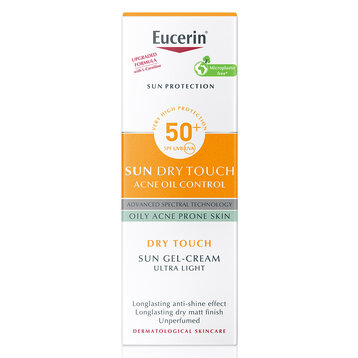 Eucerin®
UPGRADED
FORMULA
with L-Carnitine
Microplastic
free*
SUN PROTECTION
VERY HIGH PROTECTION
50+
SPF UVB UVA
SUN DRY TOUCH
ACNE OIL CONTROL
ADVANCED SPECTRAL TECHNOLOGY
OILY ACNE PRONE SKIN
DRY TOUCH
SUN GEL-CREAM
ULTRA LIGHT
Longlasting anti-shine effect
Longlasting dry matt finish
Unperfumed
DERMATOLOGICAL SKINCARE